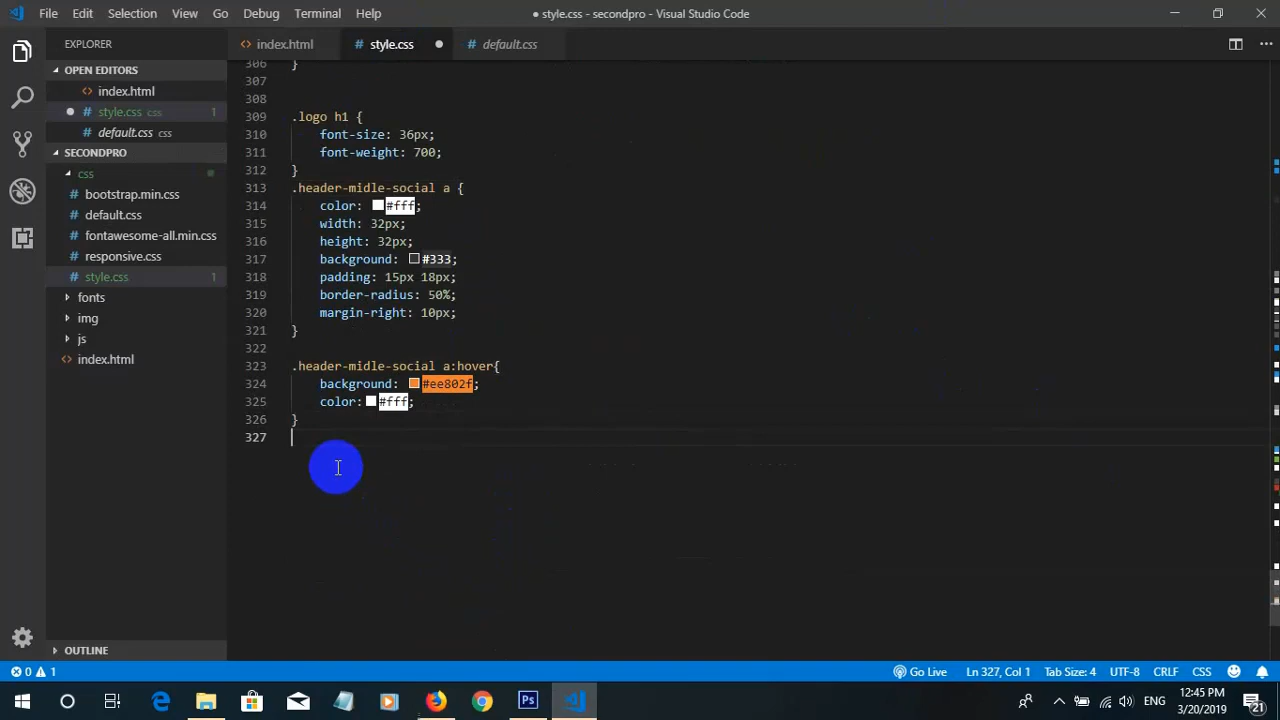 File Edit Selection View Go Debug Terminal Help
● style.css - secondpro - Visual Studio Code
EXPLORER
index.html
style.css
default.css
OPEN EDITORS
index.html
style.css css 1
default.css css
SECONDPRO
css
bootstrap.min.css
default.css
fontawesome-all.min.css
responsive.css
style.css 1
fonts
img
js
index.html
OUTLINE
306 }
307
308
309 .logo h1 {
310 font-size: 36px;
311 font-weight: 700;
312 }
313 .header-midle-social a {
314 color: #fff;
315 width: 32px;
316 height: 32px;
317 background: #333;
318 padding: 15px 18px;
319 border-radius: 50%;
320 margin-right: 10px;
321 }
322
323 .header-midle-social a:hover{
324 background: #ee802f;
325 color: #fff;
326 }
327
0 1
Go Live Ln 327, Col 1 Tab Size: 4 UTF-8 CRLF CSS
Ps
ENG
12:45 PM
3/20/2019
21